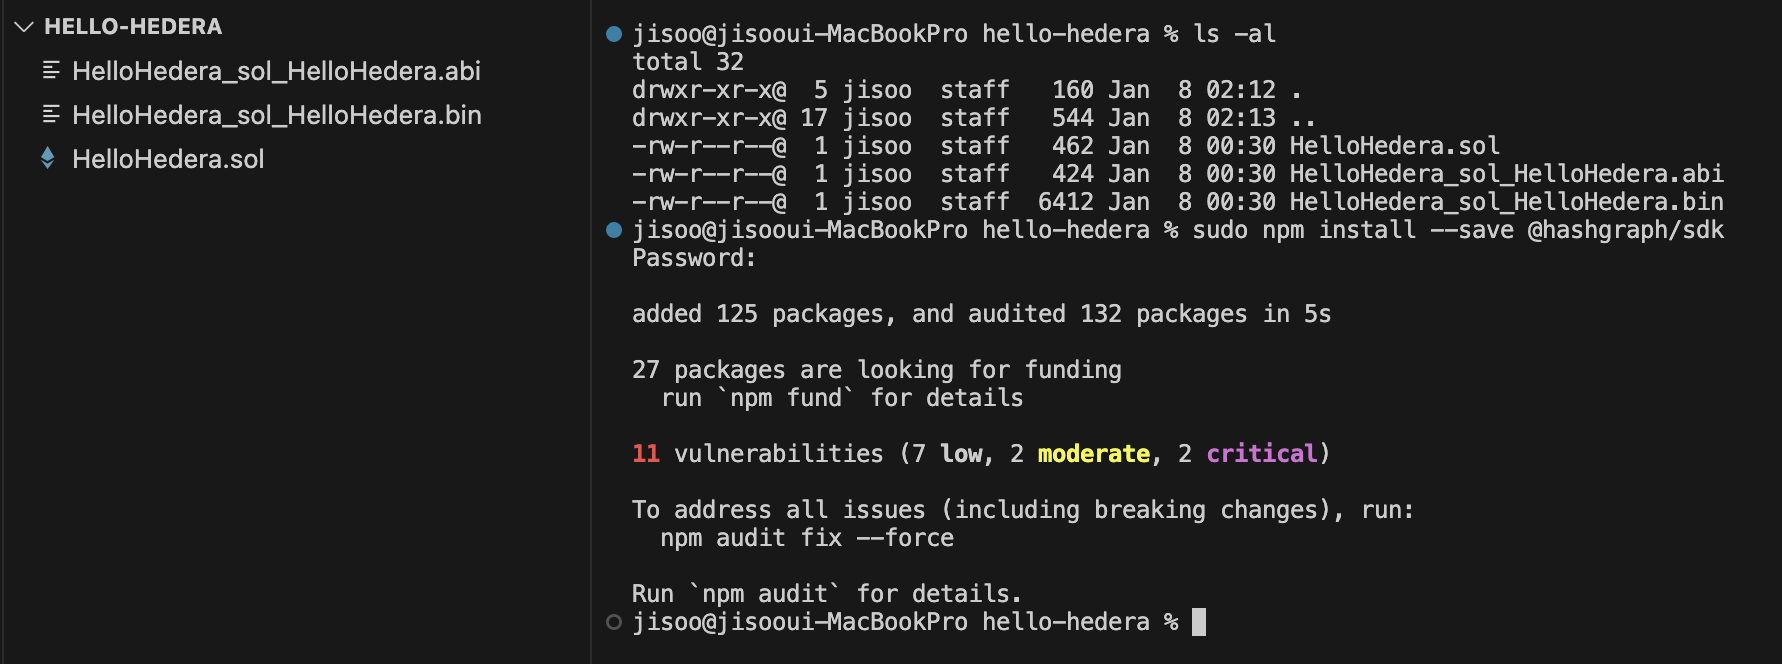 HELLO-HEDERA
HelloHedera_sol_HelloHedera.abi
HelloHedera_sol_HelloHedera.bin
HelloHedera.sol
jisoo@jisooui-MacBookPro hello-hedera % ls -al
total 32
drwxr-xr-x@  5 jisoo  staff   160 Jan  8 02:12 .
drwxr-xr-x@ 17 jisoo  staff   544 Jan  8 02:13 ..
-rw-r--r--@  1 jisoo  staff   462 Jan  8 00:30 HelloHedera.sol
-rw-r--r--@  1 jisoo  staff   424 Jan  8 00:30 HelloHedera_sol_HelloHedera.abi
-rw-r--r--@  1 jisoo  staff  6412 Jan  8 00:30 HelloHedera_sol_HelloHedera.bin
jisoo@jisooui-MacBookPro hello-hedera % sudo npm install --save @hashgraph/sdk
Password:
added 125 packages, and audited 132 packages in 5s
27 packages are looking for funding
  run `npm fund` for details
11 vulnerabilities (7 low, 2 moderate, 2 critical)
To address all issues (including breaking changes), run:
  npm audit fix --force
Run `npm audit` for details.
jisoo@jisooui-MacBookPro hello-hedera %